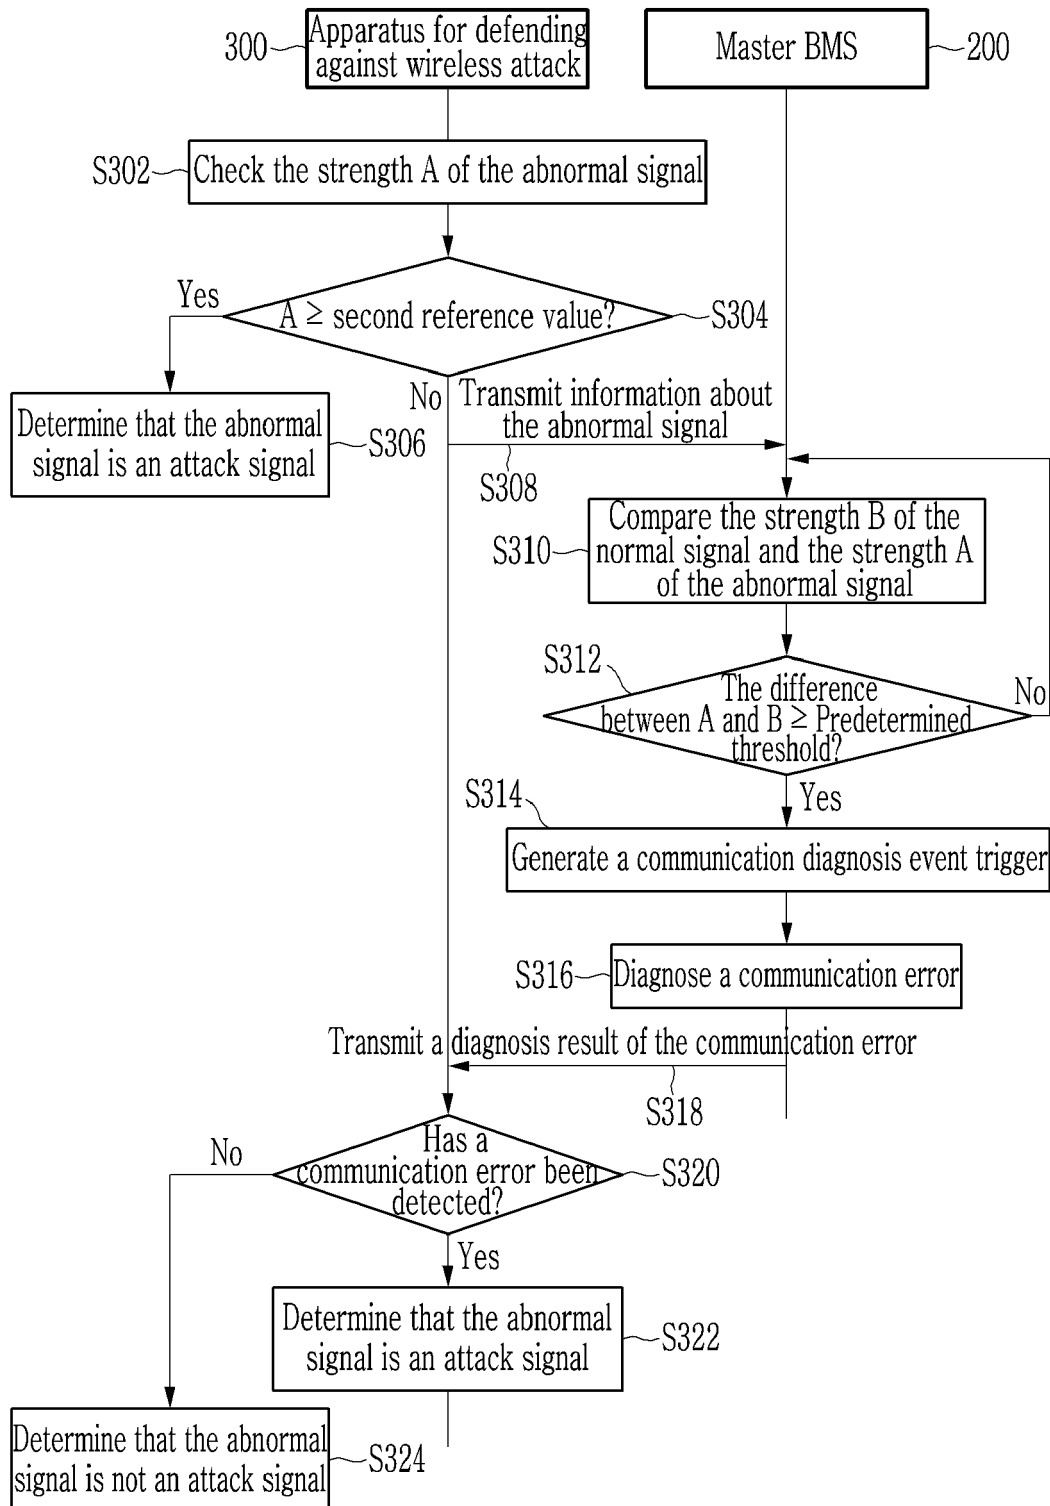 300
Apparatus for defending
against wireless attack
Master BMS
200
S302
Check the strength A of the abnormal signal
Yes
A ≥ second reference value?
S304
No
Transmit information about
the abnormal signal
Determine that the abnormal
signal is an attack signal
S306
S308
S310
Compare the strength B of the
normal signal and the strength A
of the abnormal signal
S312
The difference
between A and B ≥ Predetermined
threshold?
No
S314
Yes
Generate a communication diagnosis event trigger
S316
Diagnose a communication error
Transmit a diagnosis result of the communication error
S318
No
Has a
communication error been
detected?
S320
Yes
Determine that the abnormal
signal is an attack signal
S322
Determine that the abnormal
signal is not an attack signal
S324